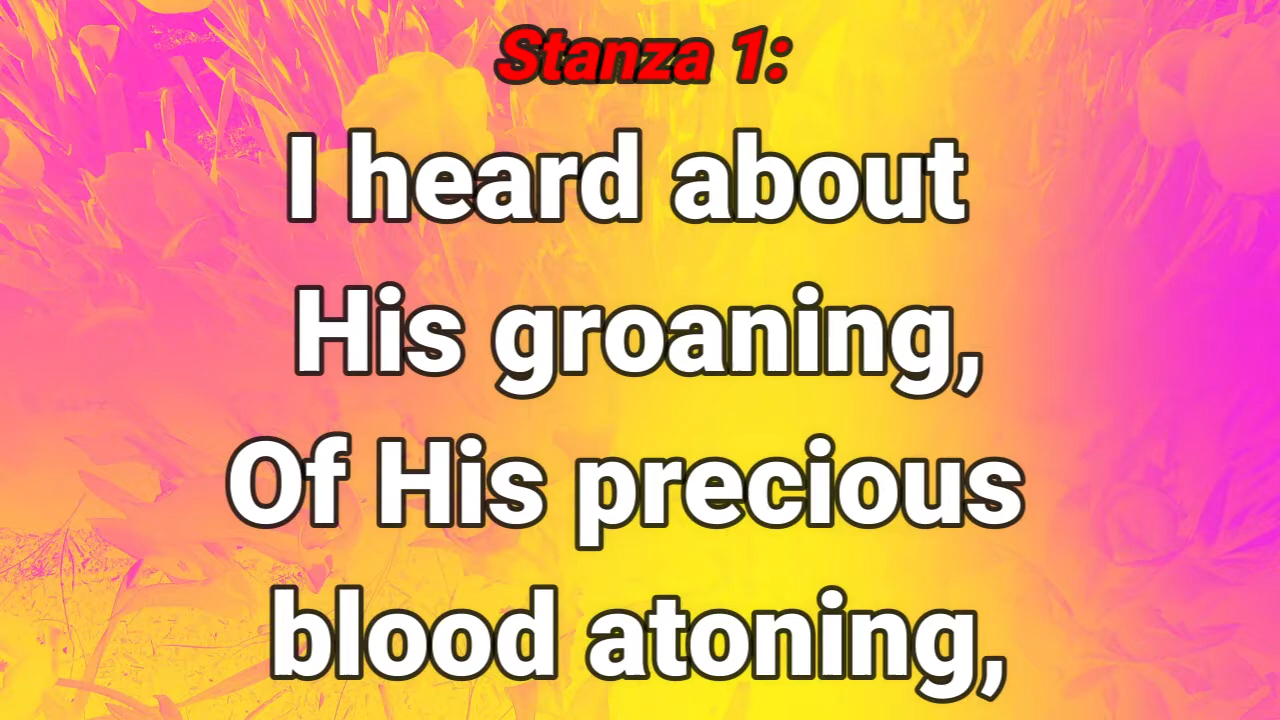 Stanza 1:
I heard about
His groaning,
Of His precious
blood atoning,